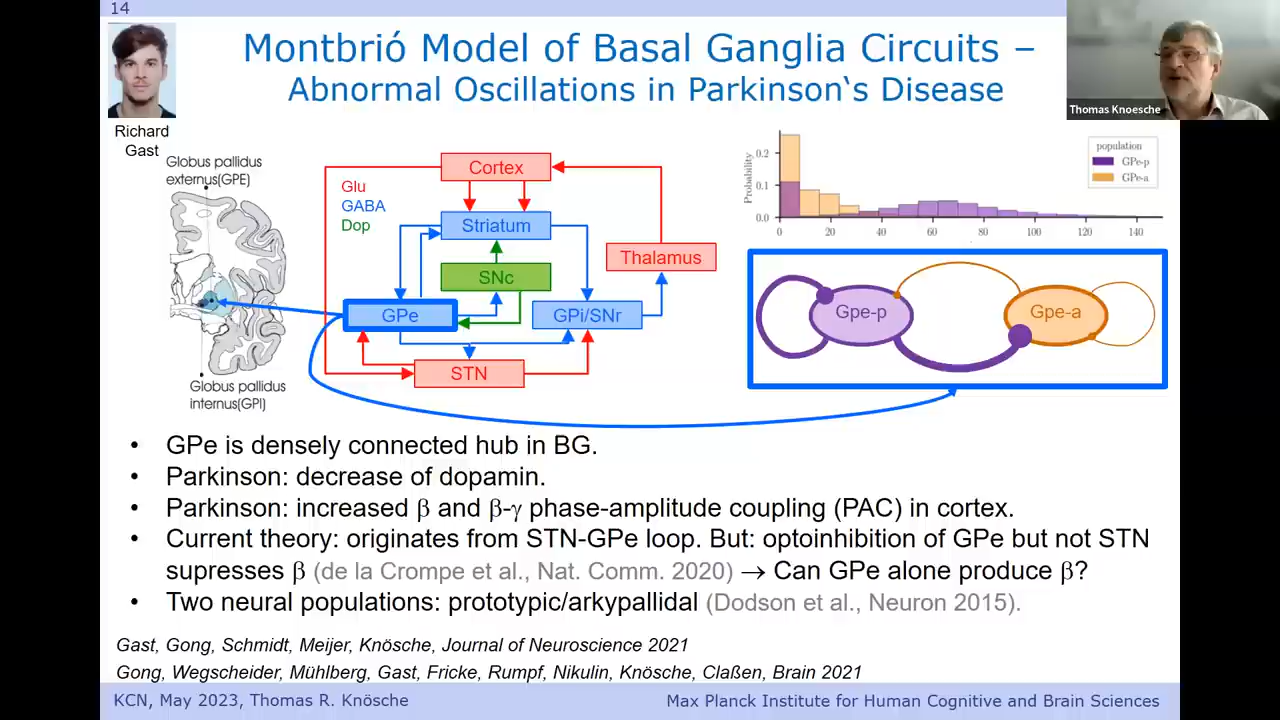 14
Montbrió Model of Basal Ganglia Circuits –
Abnormal Oscillations in Parkinson‘s Disease
Thomas Knoesche
Richard
Gast
Globus pallidus
externus(GPE)
Globus pallidus
internus(GPI)
Glu
GABA
Dop
Cortex
Striatum
SNc
Thalamus
GPe
GPi/SNr
STN
Probability
0.2
0.1
0.0
0
20
40
60
80
100
120
140
population
GPe-p
GPe-a
Gpe-p
Gpe-a
• GPe is densely connected hub in BG.
• Parkinson: decrease of dopamin.
• Parkinson: increased β and β-γ phase-amplitude coupling (PAC) in cortex.
• Current theory: originates from STN-GPe loop. But: optoinhibition of GPe but not STN
supresses β (de la Crompe et al., Nat. Comm. 2020) → Can GPe alone produce β?
• Two neural populations: prototypic/arkypallidal (Dodson et al., Neuron 2015).
Gast, Gong, Schmidt, Meijer, Knösche, Journal of Neuroscience 2021
Gong, Wegscheider, Mühlberg, Gast, Fricke, Rumpf, Nikulin, Knösche, Claßen, Brain 2021
KCN, May 2023, Thomas R. Knösche
Max Planck Institute for Human Cognitive and Brain Sciences